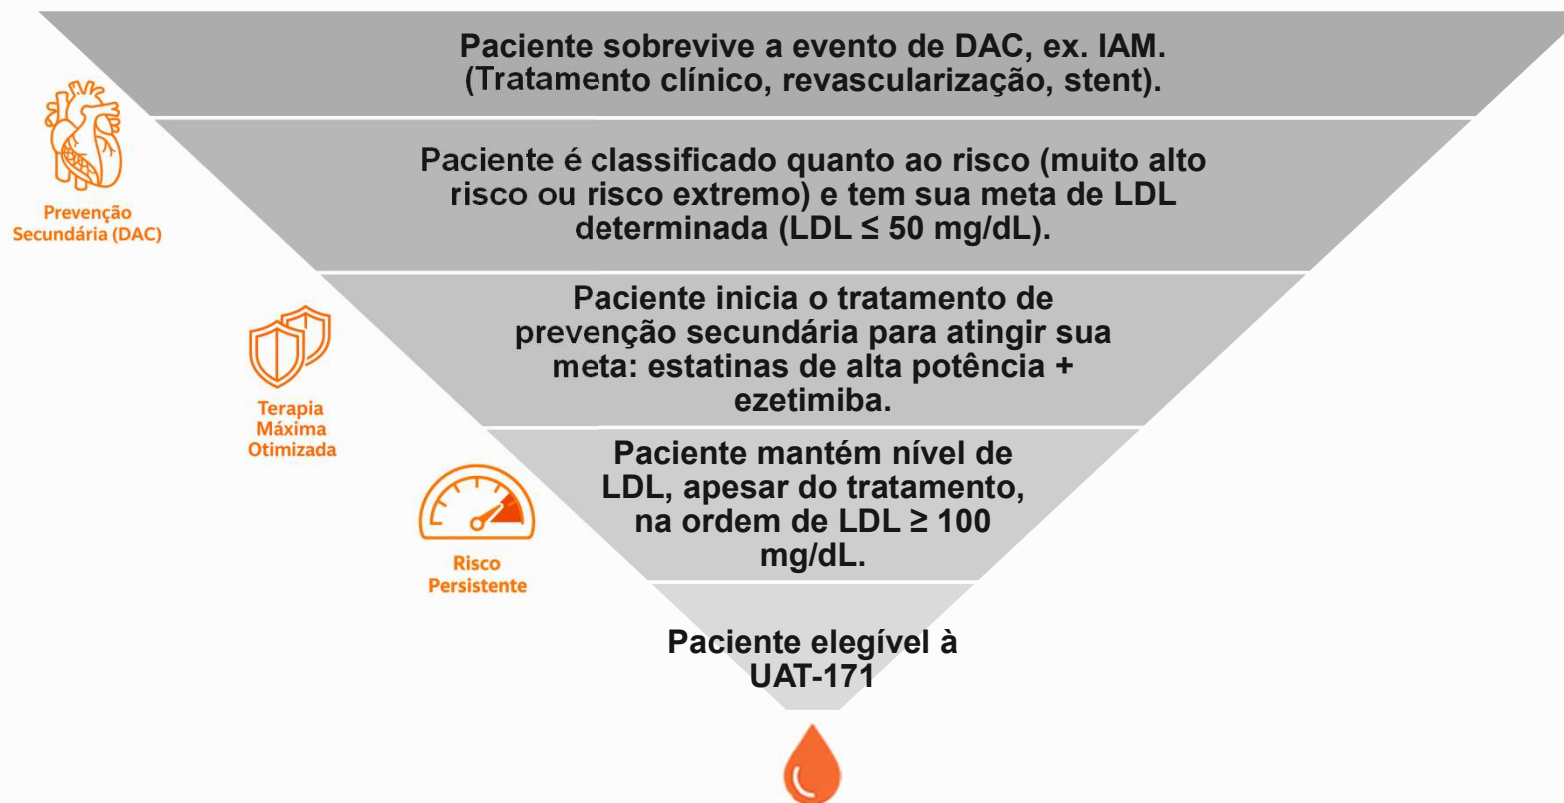 Paciente sobrevive a evento de DAC, ex. IAM.
(Tratamento clínico, revascularização, stent).
Prevenção
Secundária (DAC)
Paciente é classificado quanto ao risco (muito alto
risco ou risco extremo) e tem sua meta de LDL
determinada (LDL ≤ 50 mg/dL).
Paciente inicia o tratamento de
prevenção secundária para atingir sua
meta: estatinas de alta potência +
ezetimiba.
Terapia
Máxima
Otimizada
Paciente mantém nível de
LDL, apesar do tratamento,
na ordem de LDL ≥ 100
mg/dL.
Risco
Persistente
Paciente elegível à
UAT-171